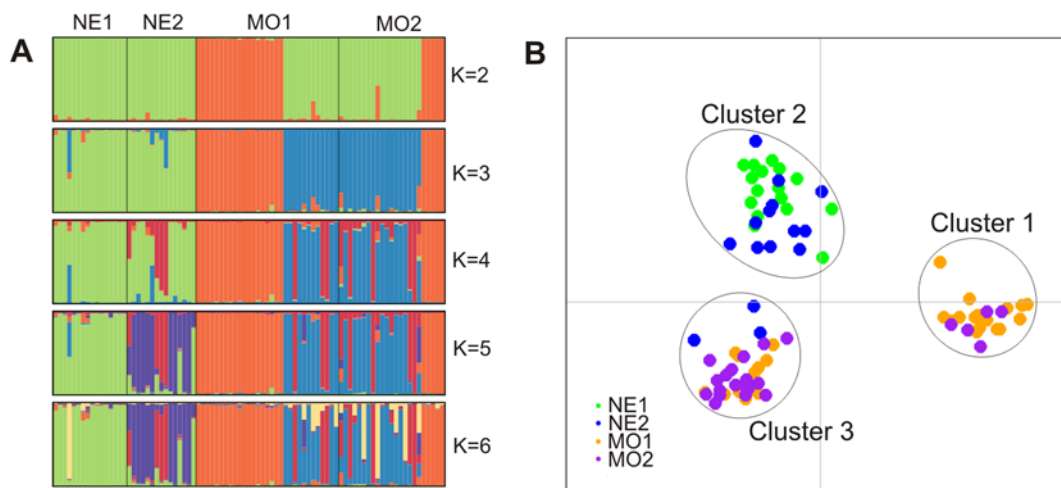 NE1 NE2 MO1 MO2
A
K=2
K=3
K=4
K=5
K=6
B
Cluster 2
Cluster 1
Cluster 3
NE1
NE2
MO1
MO2